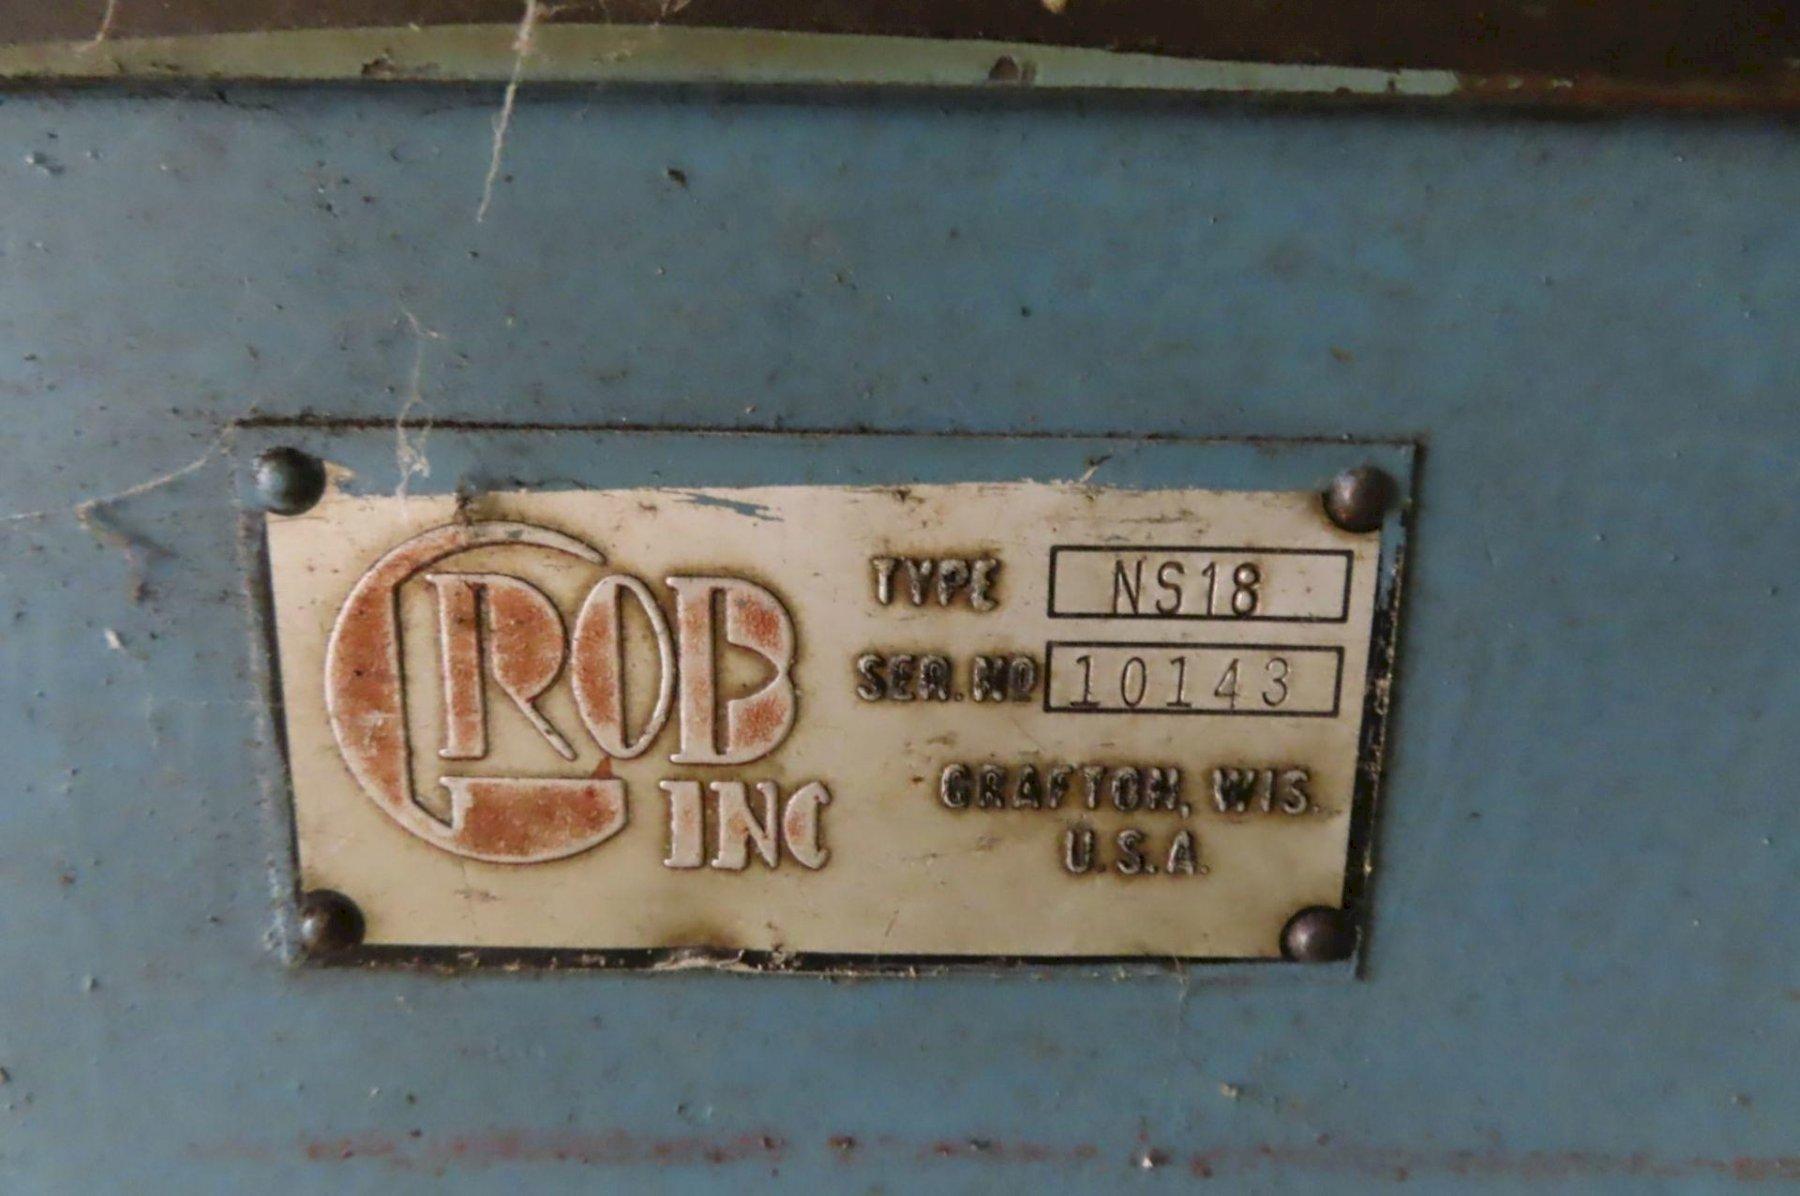 GROB
INC
TYPE NS18
SER.NO 10143
GRAFTON, WIS.
U.S.A.